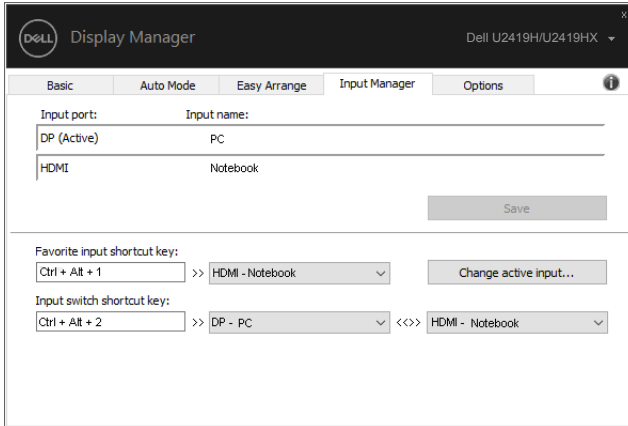 x
DELL Display Manager Dell U2419H/U2419HX
Basic Auto Mode Easy Arrange Input Manager Options i
Input port: Input name:
DP (Active) PC
HDMI Notebook
Save
Favorite input shortcut key:
Ctrl + Alt + 1 >> HDMI - Notebook Change active input...
Input switch shortcut key:
Ctrl + Alt + 2 >> DP - PC <<>> HDMI - Notebook